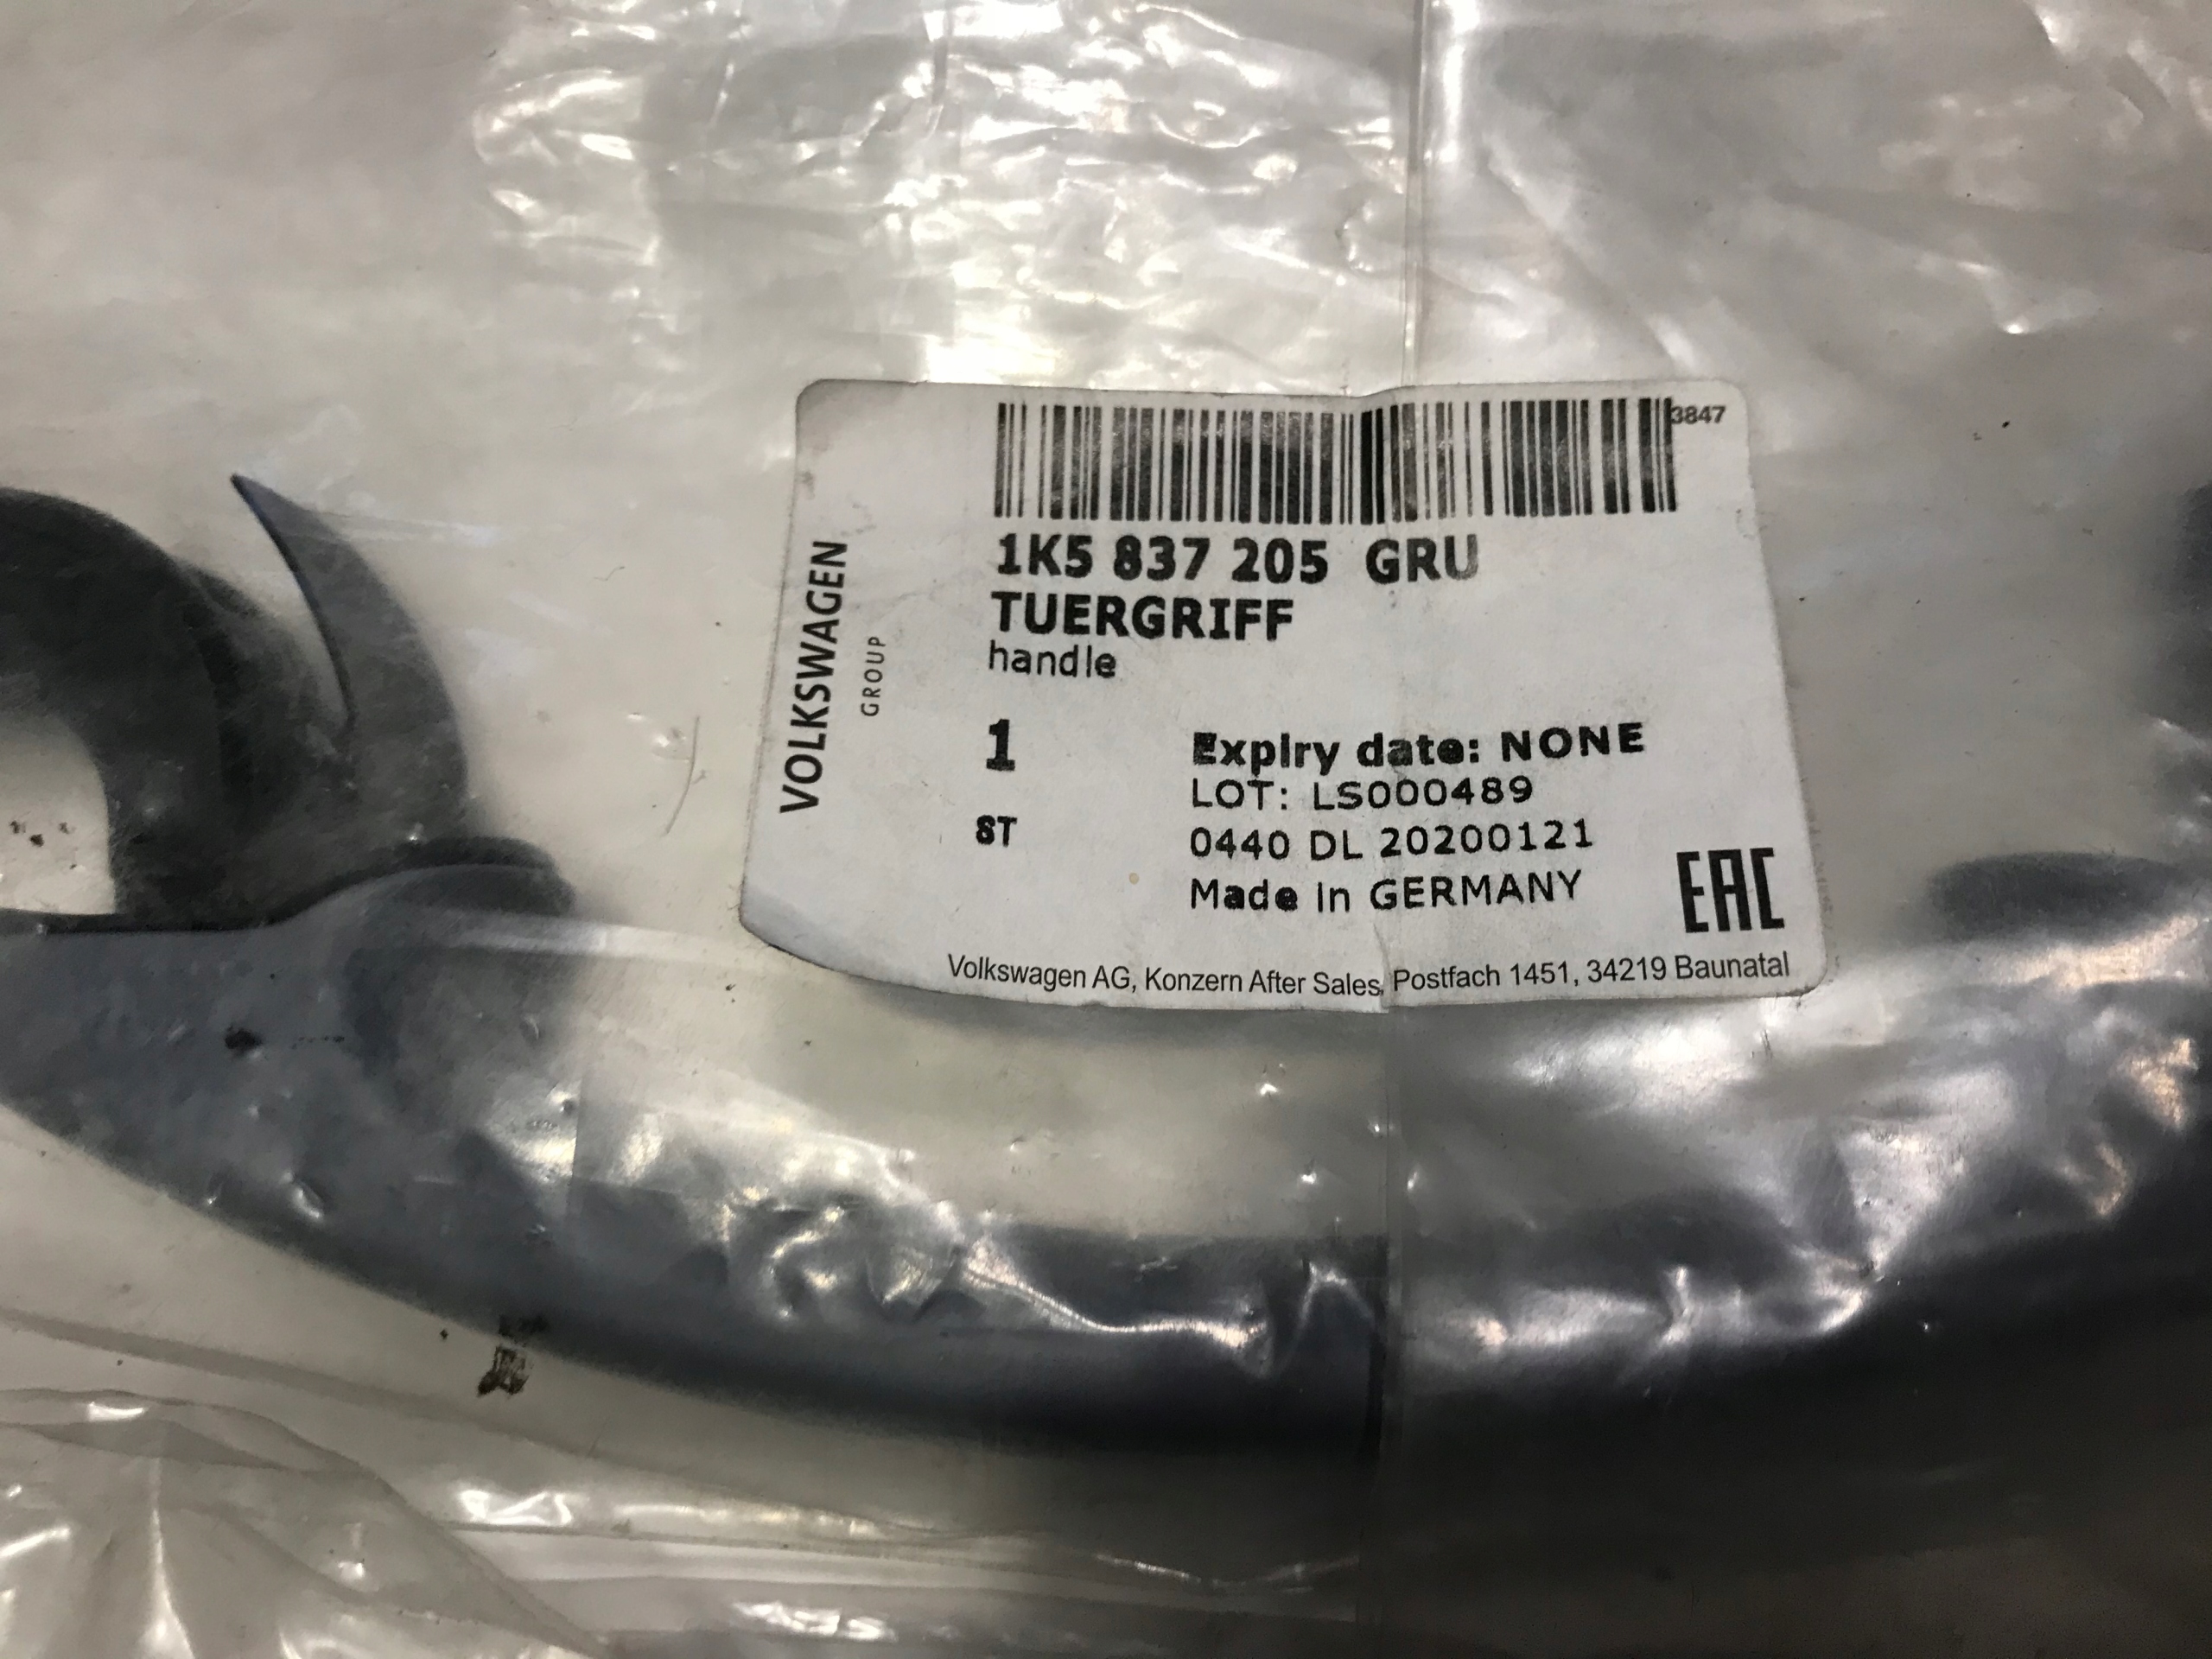 3847
1K5 837 205 GRU
TUERGRIFF
handle
VOLKSWAGEN
GROUP
1
ST
Expiry date: NONE
LOT: LS000489
0440 DL 20200121
Made in GERMANY
EAC
Volkswagen AG, Konzern After Sales, Postfach 1451, 34219 Baunatal